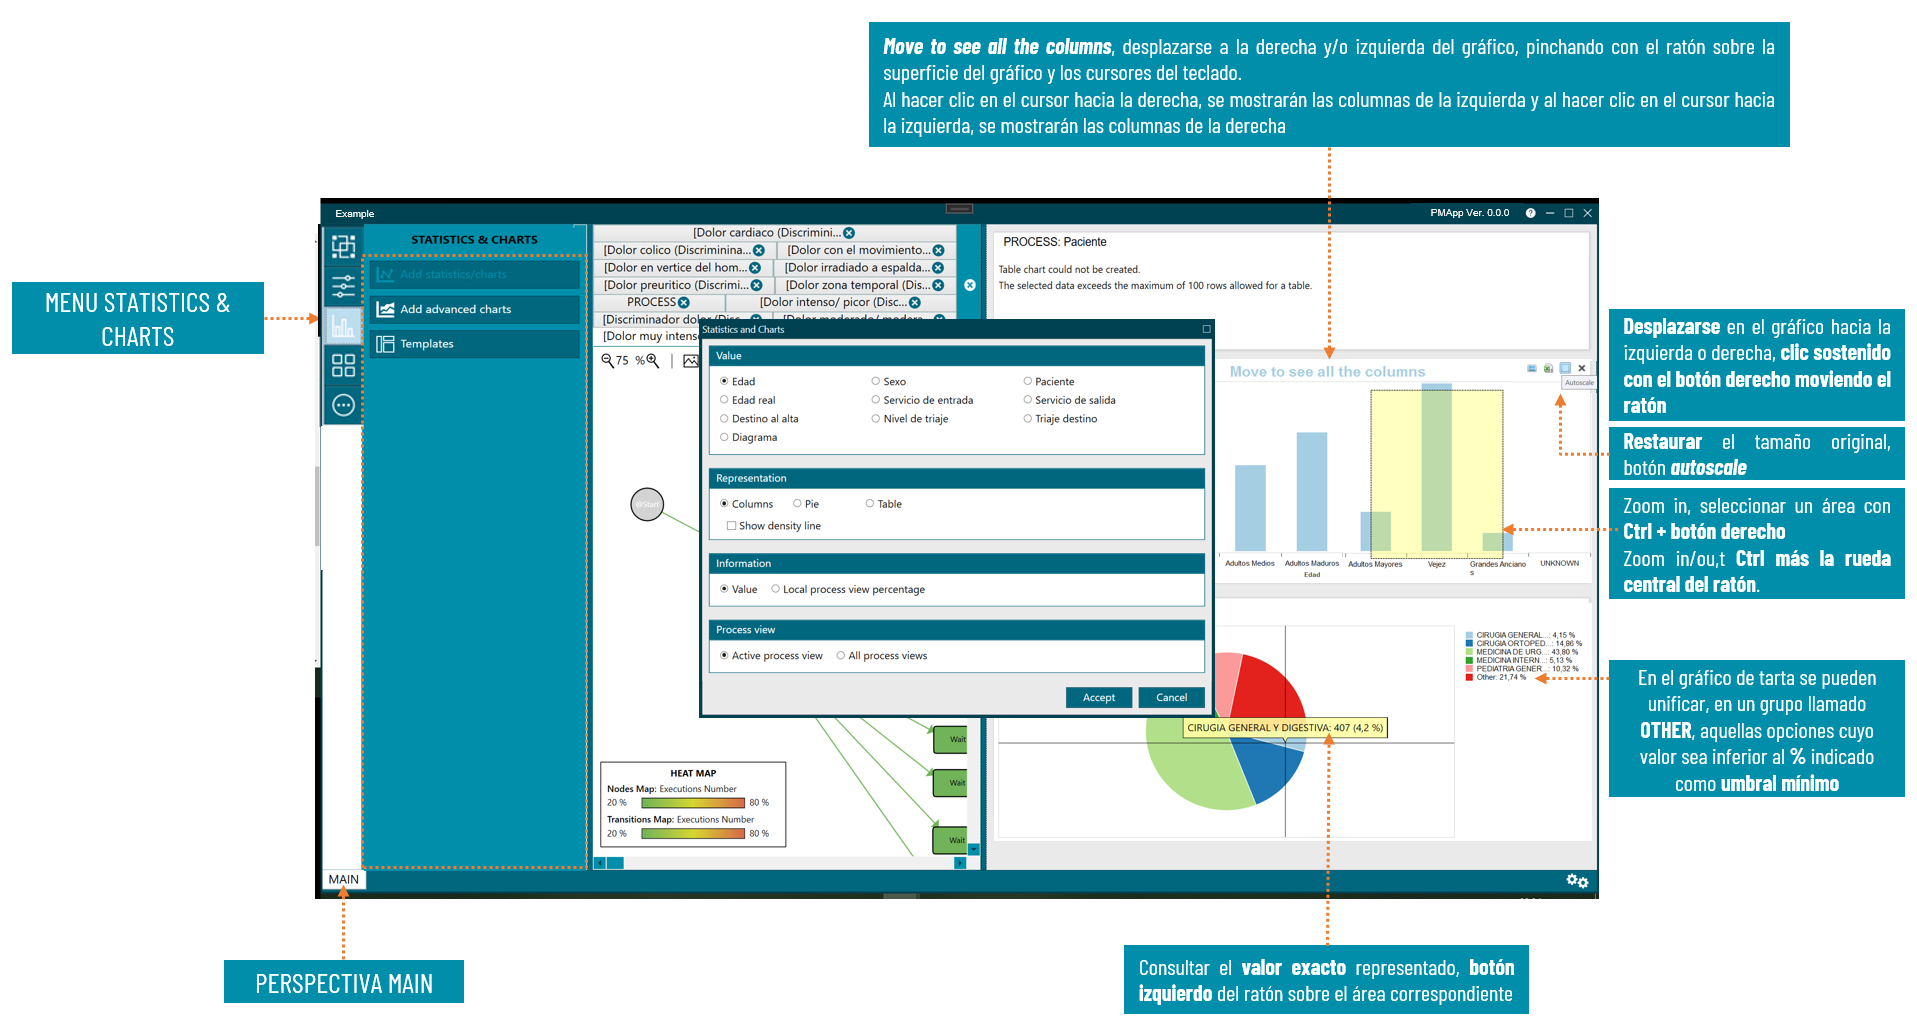 Move to see all the columns, desplazarse a la derecha y/o izquierda del gráfico, pinchando con el ratón sobre la
superficie del gráfico y los cursores del teclado.
Al hacer clic en el cursor hacia la derecha, se mostrarán las columnas de la izquierda y al hacer clic en el cursor hacia
la izquierda, se mostrarán las columnas de la derecha
Example
PMApp Ver. 0.0.0
MENU STATISTICS &
CHARTS
STATISTICS & CHARTS
Add statistics/charts
Add advanced charts
Templates
[Dolor cardiaco (Discrimini...
[Dolor colico (Discriminina...
[Dolor con el movimiento...
[Dolor en vertice del hom...
[Dolor irradiado a espalda...
[Dolor preuritico (Discrimi...
[Dolor zona temporal (Dis...
PROCESS
[Dolor intenso/ picor (Disc...
[Discriminador dolor (Disc...
[Dolor moderado/ modera...
[Dolor muy intens
75 %
@Start
PROCESS: Paciente
Table chart could not be created.
The selected data exceeds the maximum of 100 rows allowed for a table.
Statistics and Charts
Value
Edad
Sexo
Paciente
Edad real
Servicio de entrada
Servicio de salida
Destino al alta
Nivel de triaje
Triaje destino
Diagrama
Representation
Columns
Pie
Table
Show density line
Information
Value
Local process view percentage
Process view
Active process view
All process views
Accept
Cancel
Move to see all the columns
Autoscale
Adultos Medios
Adultos Maduros
Adultos Mayores
Vejez
Grandes Anciano
s
UNKNOWN
Edad
CIRUGIA GENERAL...: 4,15 %
CIRUGIA ORTOPED...: 14,86 %
MEDICINA DE URG...: 43,80 %
MEDICINA INTERN...: 5,13 %
PEDIATRIA GENER...: 10,32 %
Other: 21,74 %
CIRUGIA GENERAL Y DIGESTIVA: 407 (4,2 %)
Wait
Wait
Wait
HEAT MAP
Nodes Map: Executions Number
20 %
80 %
Transitions Map: Executions Number
20 %
80 %
MAIN
Desplazarse en el gráfico hacia la
izquierda o derecha, clic sostenido
con el botón derecho moviendo el
ratón
Restaurar el tamaño original,
botón autoscale
Zoom in, seleccionar un área con
Ctrl + botón derecho
Zoom in/ou,t Ctrl más la rueda
central del ratón.
En el gráfico de tarta se pueden
unificar, en un grupo llamado
OTHER, aquellas opciones cuyo
valor sea inferior al % indicado
como umbral mínimo
PERSPECTIVA MAIN
Consultar el valor exacto representado, botón
izquierdo del ratón sobre el área correspondiente